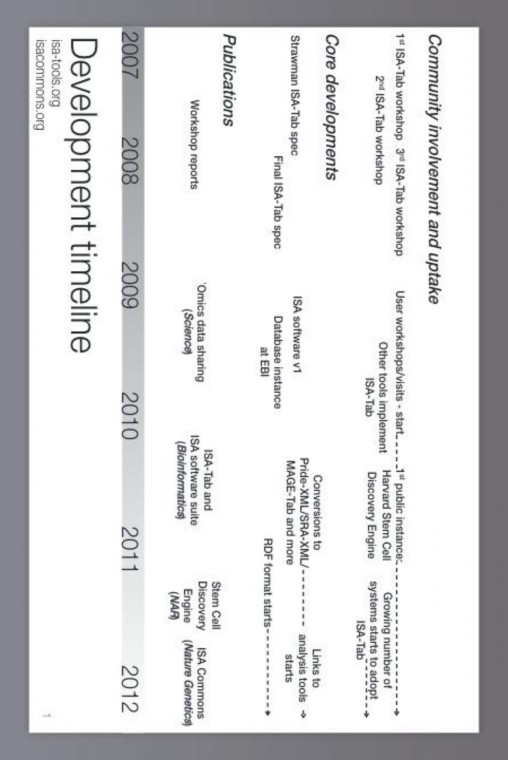 Community involvement and uptake
1st ISA-Tab workshop 3rd ISA-Tab workshop
2nd ISA-Tab workshop
User workshops/visits - start
Other tools implement
ISA-Tab
1st public instance:
Harvard Stem Cell
Discovery Engine
Growing number of
systems starts to adopt
ISA-Tab
Core developments
Strawman ISA-Tab spec
Final ISA-Tab spec
ISA software v1
Database instance
at EBI
Conversions to
Pride-XML/SRA-XML/
MAGE-Tab and more
Links to
analysis tools
starts
RDF format starts
Publications
Workshop reports
'Omics data sharing
(Science)
ISA-Tab and
ISA software suite
(Bioinformatics)
Stem Cell
Discovery
Engine
(NAR)
ISA Commons
(Nature Genetics)
2007 2008 2009 2010 2011 2012
Development timeline
isa-tools.org
isacommons.org
1